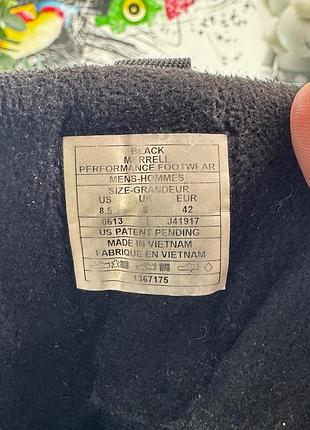 BLACK
MERRELL
PERFORMANCE FOOTWEAR
MENS-HOMMES
SIZE-GRANDEUR
US UK EUR
8.5 8 42
0613 J41917
US PATENT PENDING
MADE IN VIETNAM
FABRIQUE EN VIETNAM
1367175